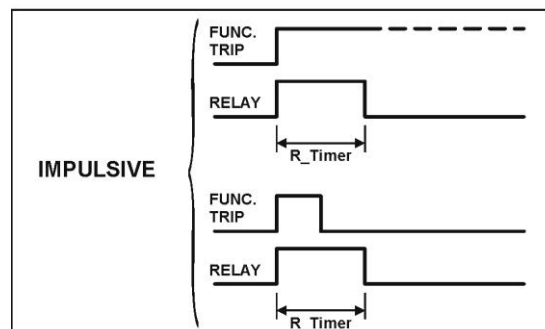 FUNC.
TRIP
RELAY
R_Timer
IMPULSIVE
FUNC.
TRIP
RELAY
R_Timer